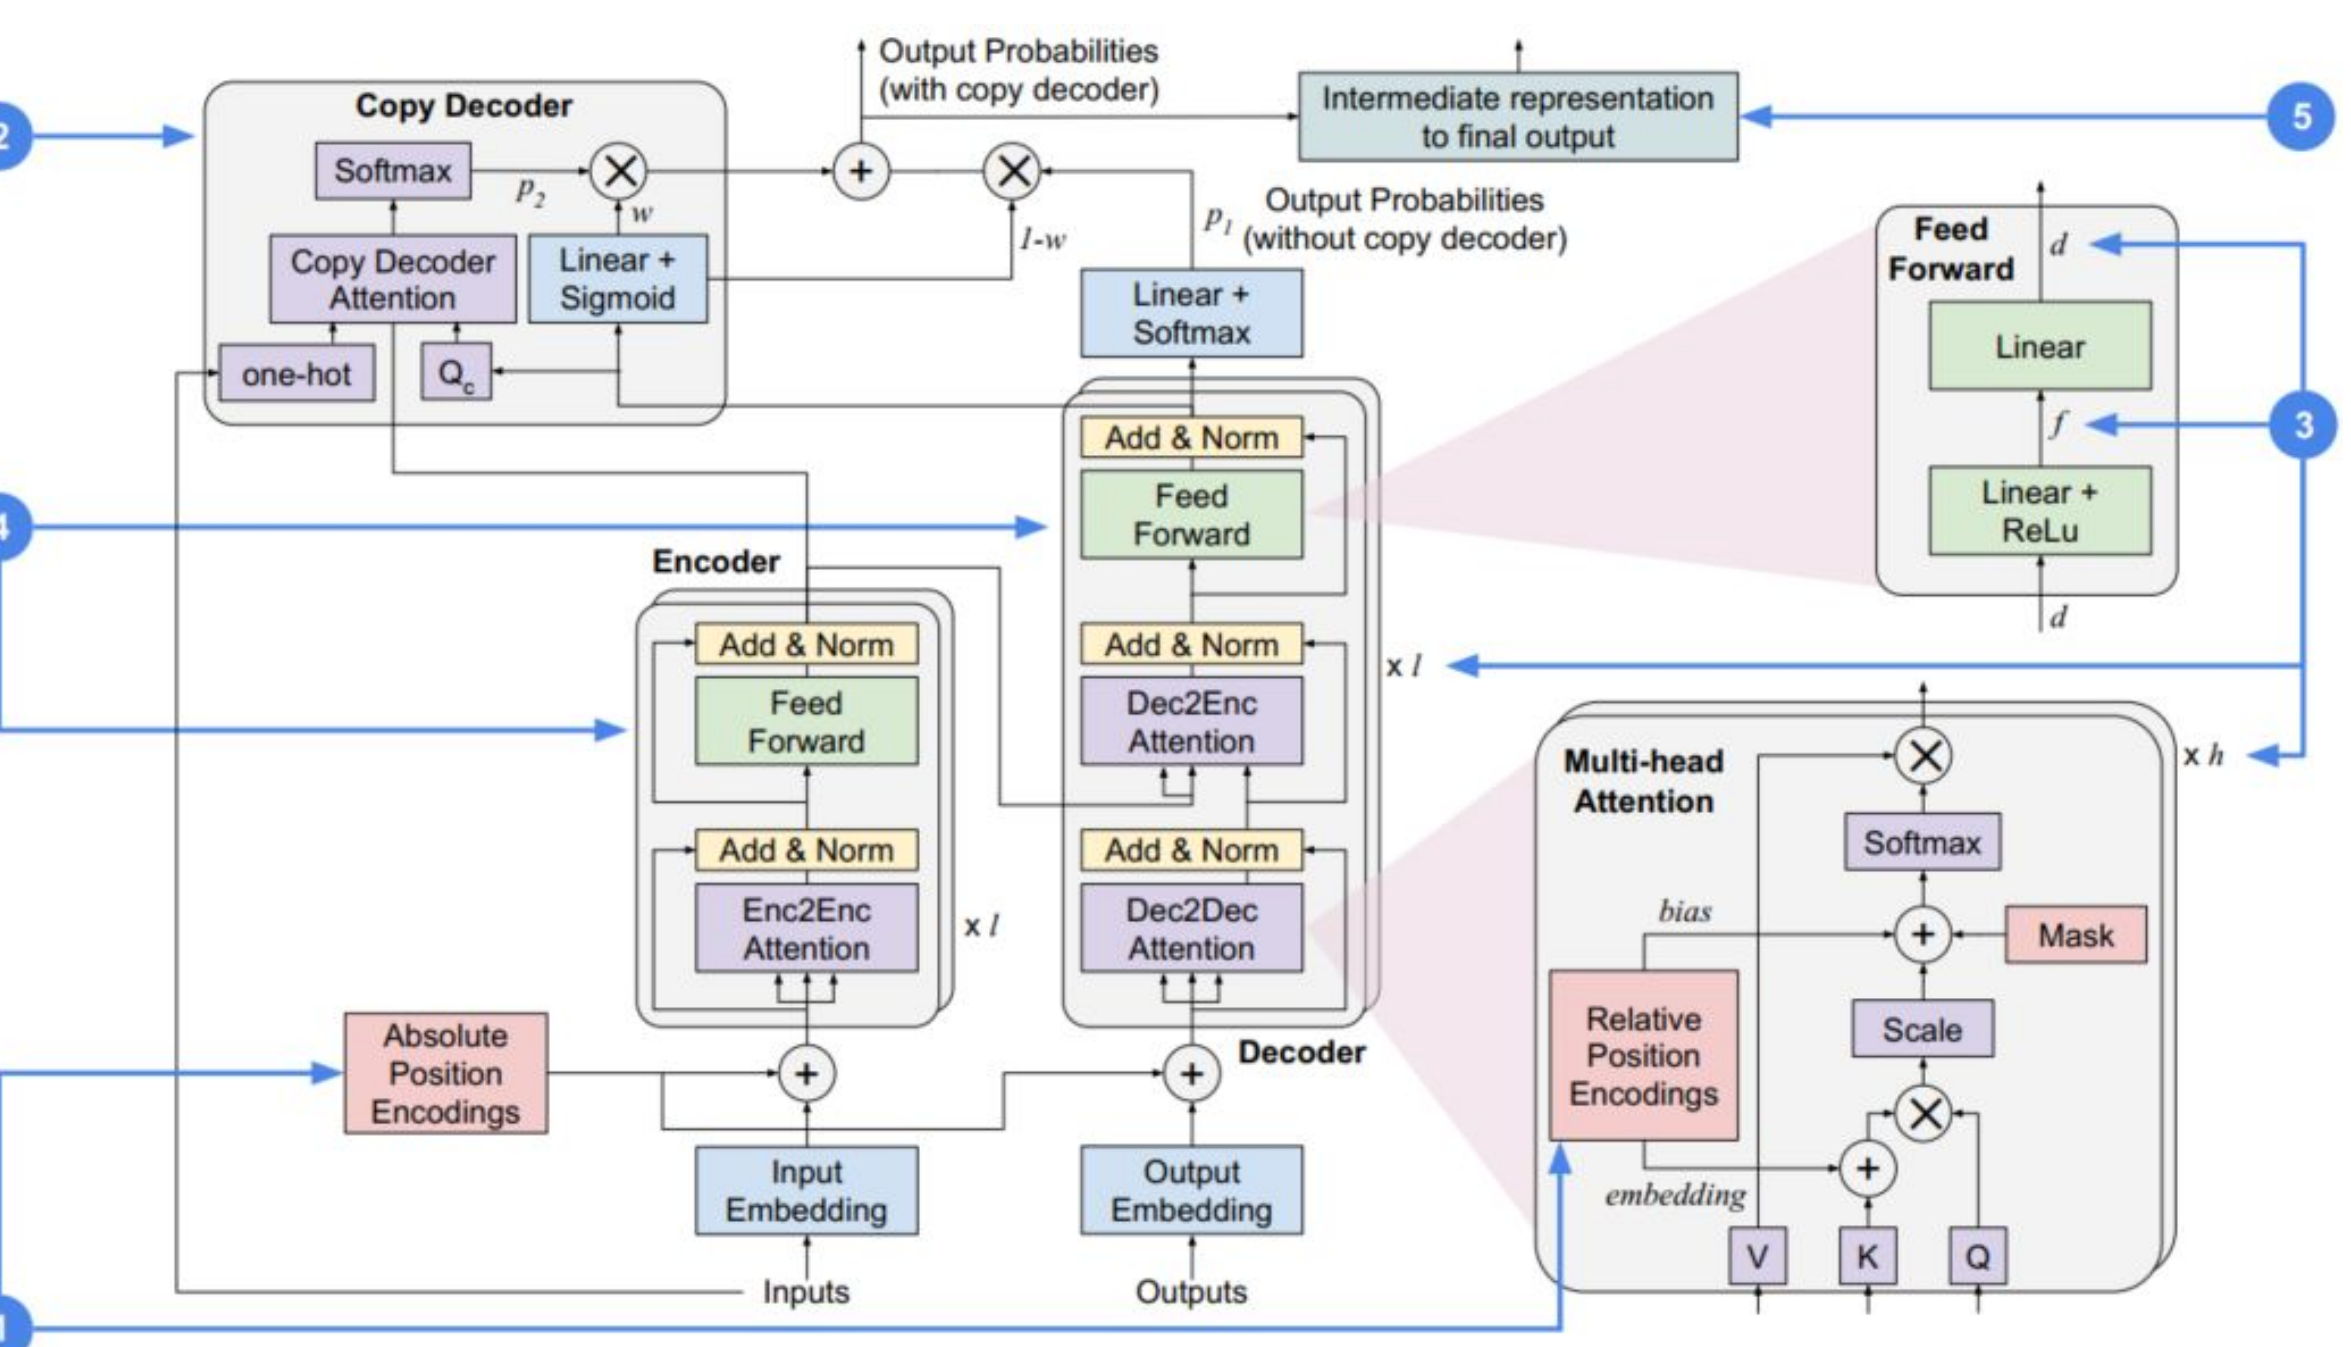 Output Probabilities
(with copy decoder)
Copy Decoder
Intermediate representation
to final output
2
5
Softmax
p2
w
Output Probabilities
(without copy decoder)
p1
1-w
Feed
Forward
d
Copy Decoder
Attention
Linear +
Sigmoid
Linear +
Softmax
Linear
one-hot
Qc
f
3
Add & Norm
Feed
Forward
Linear +
ReLu
4
d
Encoder
Add & Norm
Feed
Forward
Add & Norm
Dec2Enc
Attention
x l
Multi-head
Attention
x h
Softmax
Add & Norm
Enc2Enc
Attention
x l
Add & Norm
Dec2Dec
Attention
bias
Mask
Relative
Position
Encodings
Scale
Absolute
Position
Encodings
Decoder
embedding
Input
Embedding
Output
Embedding
V
K
Q
Inputs
Outputs
1